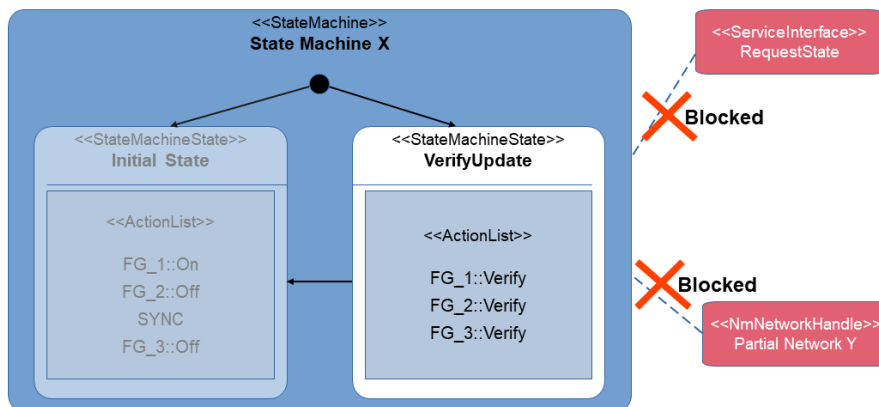 <<StateMachine>>
State Machine X
<<StateMachineState>>
Initial State
<<ActionList>>
FG_1::On
FG_2::Off
SYNC
FG_3::Off
<<StateMachineState>>
VerifyUpdate
<<ActionList>>
FG_1::Verify
FG_2::Verify
FG_3::Verify
<<ServiceInterface>>
RequestState
Blocked
Blocked
<<NmNetworkHandle>>
Partial Network Y